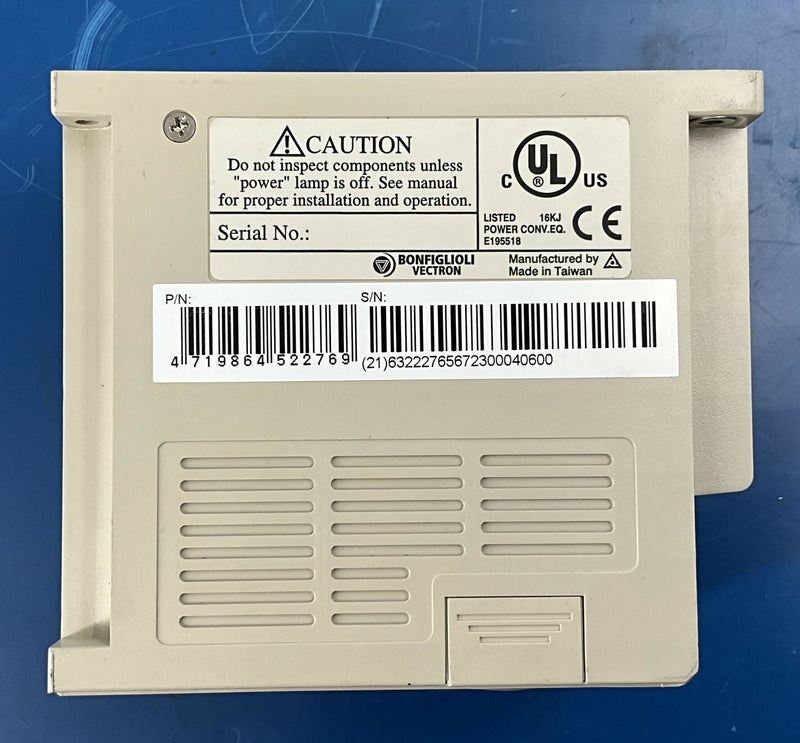 CAUTION
Do not inspect components unless
"power" lamp is off. See manual
for proper installation and operation.
Serial No.:
C UL ® US
LISTED 16KJ
POWER CONV.EQ.
E195518
CE
BONFIGLIOLI
VECTRON
Manufactured by
Made in Taiwan
P/N:
4 719864 522769
S/N:
(21)63222765672300040600